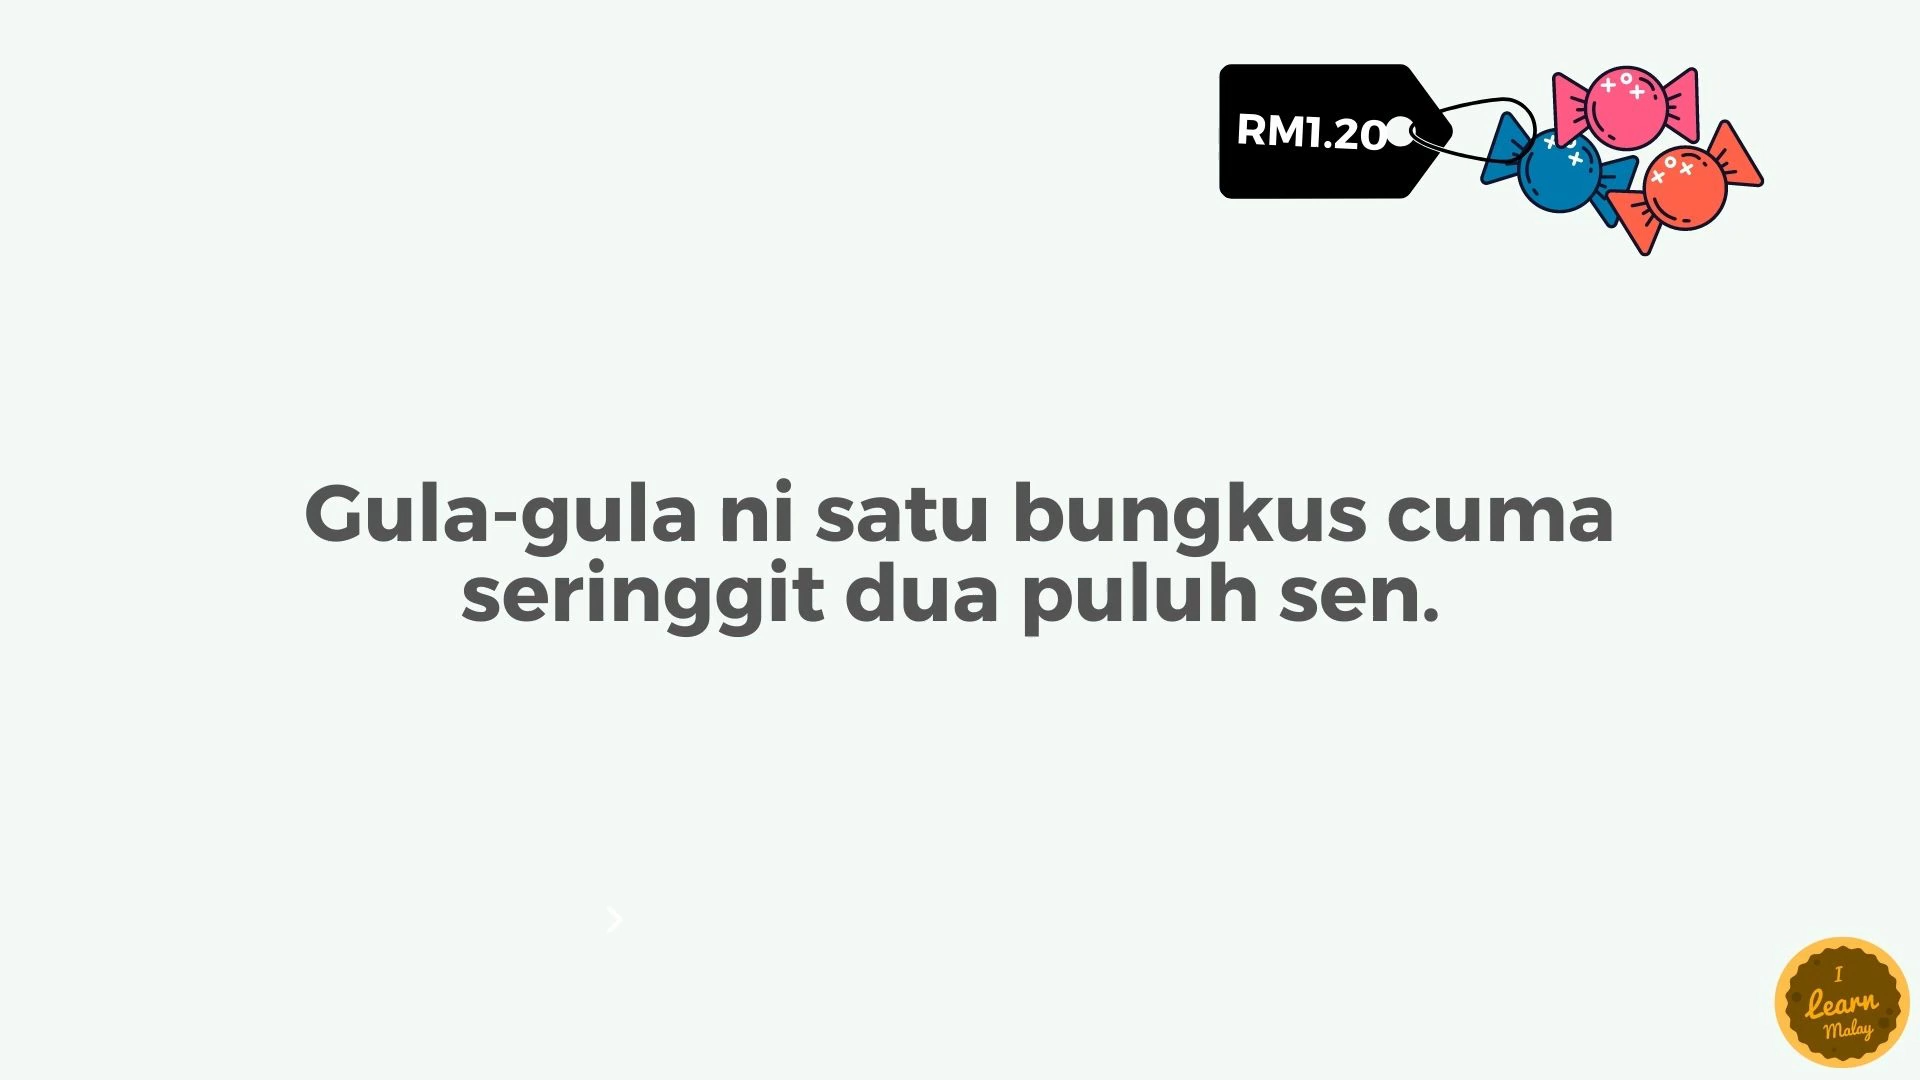 RM1.20
Gula-gula ni satu bungkus cuma
seringgit dua puluh sen.
I
Learn
Malay